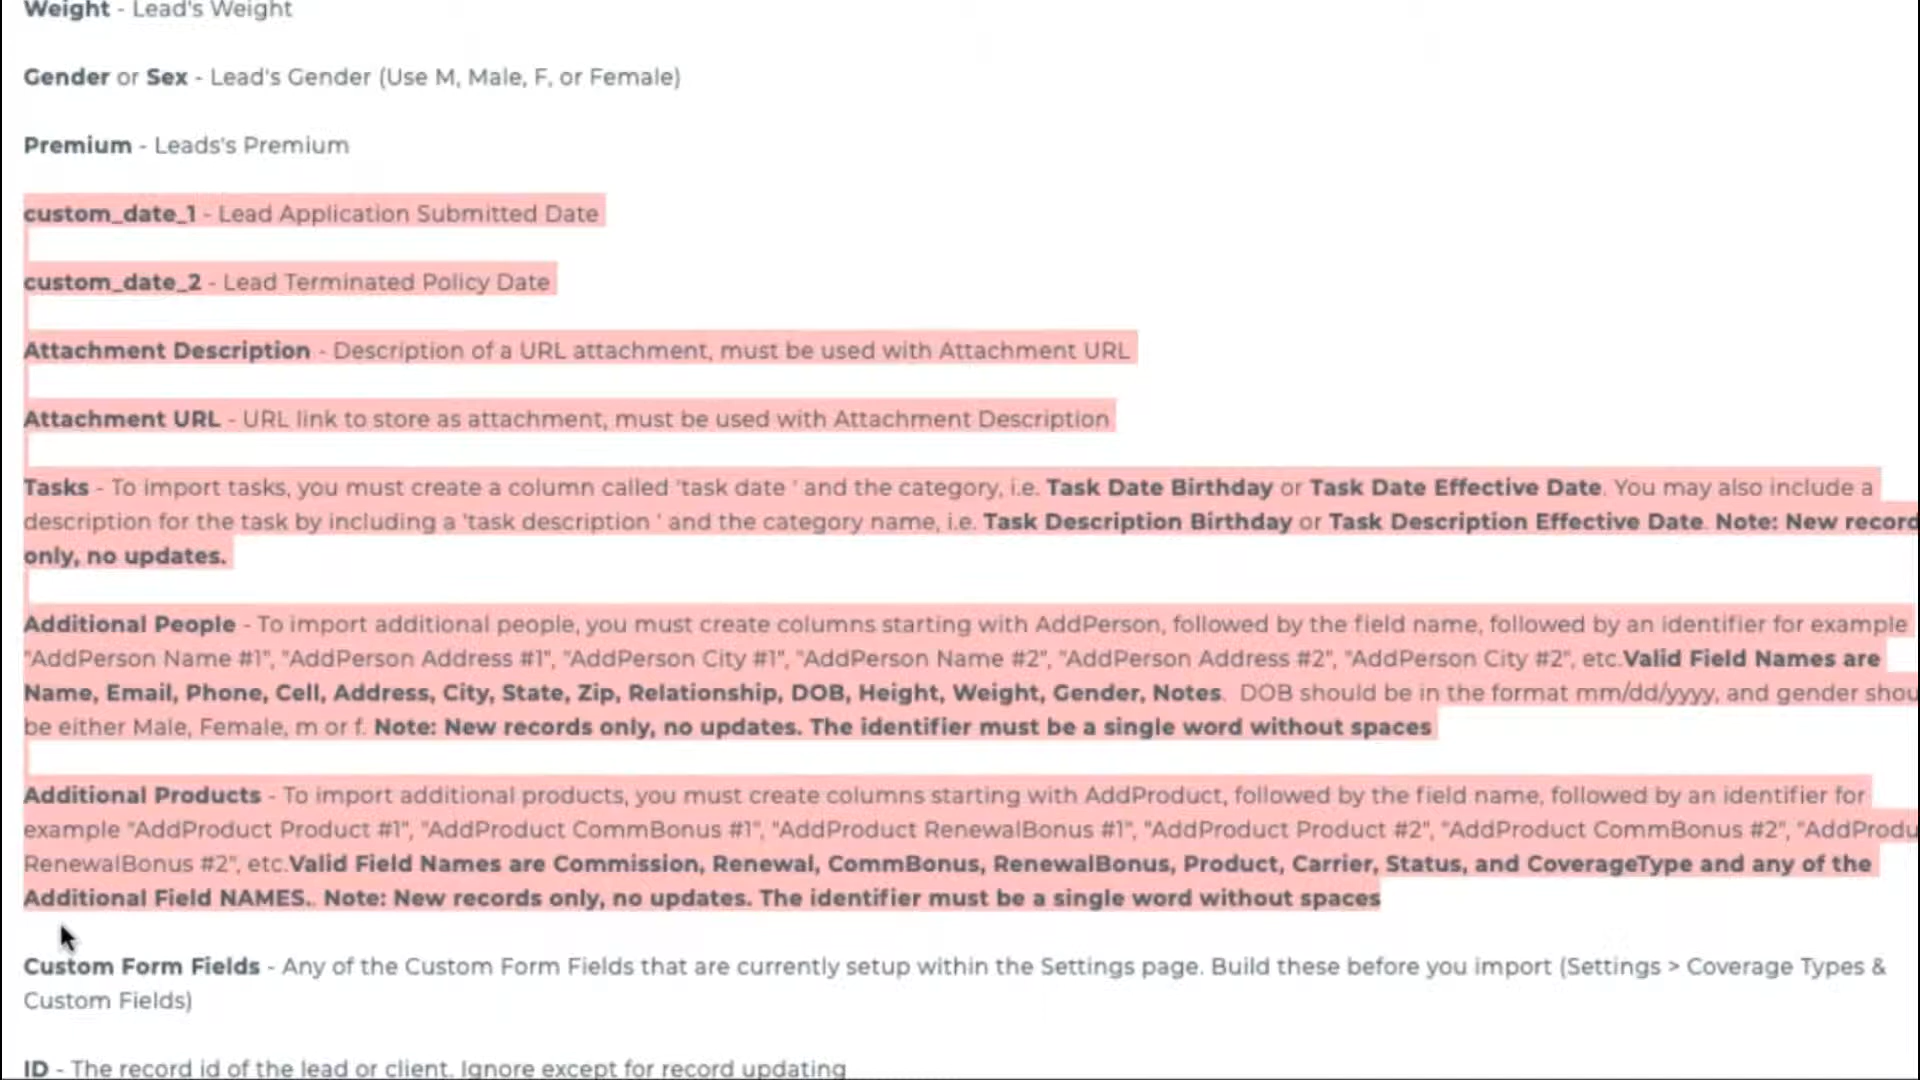 Weight - Lead's Weight
Gender or Sex - Lead's Gender (Use M, Male, F, or Female)
Premium - Leads's Premium
custom_date_1 - Lead Application Submitted Date
custom_date_2 - Lead Terminated Policy Date
Attachment Description - Description of a URL attachment, must be used with Attachment URL
Attachment URL - URL link to store as attachment, must be used with Attachment Description
Tasks - To import tasks, you must create a column called 'task date ' and the category, i.e. Task Date Birthday or Task Date Effective Date. You may also include a
description for the task by including a 'task description ' and the category name, i.e. Task Description Birthday or Task Description Effective Date. Note: New record
only, no updates.
Additional People - To import additional people, you must create columns starting with AddPerson, followed by the field name, followed by an identifier for example
"AddPerson Name #1", "AddPerson Address #1", "AddPerson City #1", "AddPerson Name #2", "AddPerson Address #2", "AddPerson City #2", etc.Valid Field Names are
Name, Email, Phone, Cell, Address, City, State, Zip, Relationship, DOB, Height, Weight, Gender, Notes. DOB should be in the format mm/dd/yyyy, and gender shou
be either Male, Female, m or f. Note: New records only, no updates. The identifier must be a single word without spaces
Additional Products - To import additional products, you must create columns starting with AddProduct, followed by the field name, followed by an identifier for
example "AddProduct Product #1", "AddProduct CommBonus #1", "AddProduct RenewalBonus #1", "AddProduct Product #2", "AddProduct CommBonus #2", "AddProdu
RenewalBonus #2", etc.Valid Field Names are Commission, Renewal, CommBonus, RenewalBonus, Product, Carrier, Status, and CoverageType and any of the
Additional Field NAMES.. Note: New records only, no updates. The identifier must be a single word without spaces
Custom Form Fields - Any of the Custom Form Fields that are currently setup within the Settings page. Build these before you import (Settings > Coverage Types &
Custom Fields)
ID - The record id of the lead or client. Ignore except for record updating